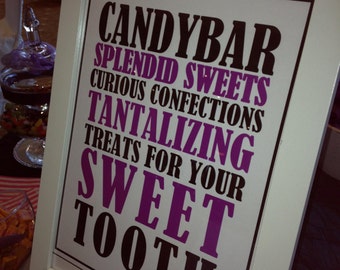 CANDYBAR
SPLENDID SWEETS
CURIOUS CONFECTIONS
TANTALIZING
TREATS FOR YOUR
SWEET
TOOTH